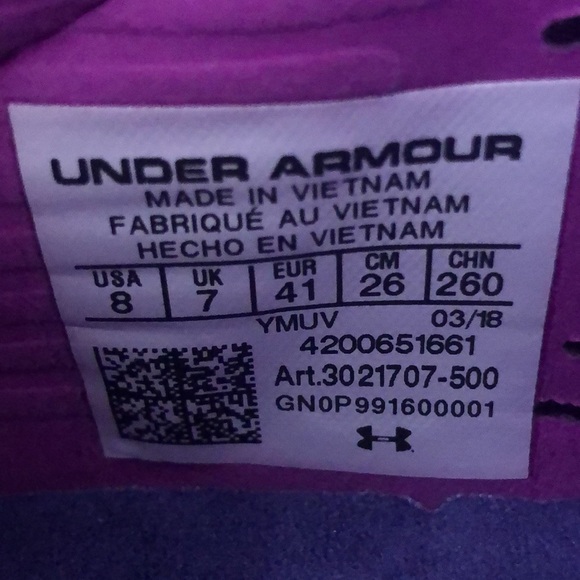 UNDER ARMOUR
MADE IN VIETNAM
FABRIQUÉ AU VIETNAM
HECHO EN VIETNAM
USA UK EUR CM CHN
8 7 41 26 260
YMUV 03/18
4200651661
Art.3021707-500
GN0P991600001